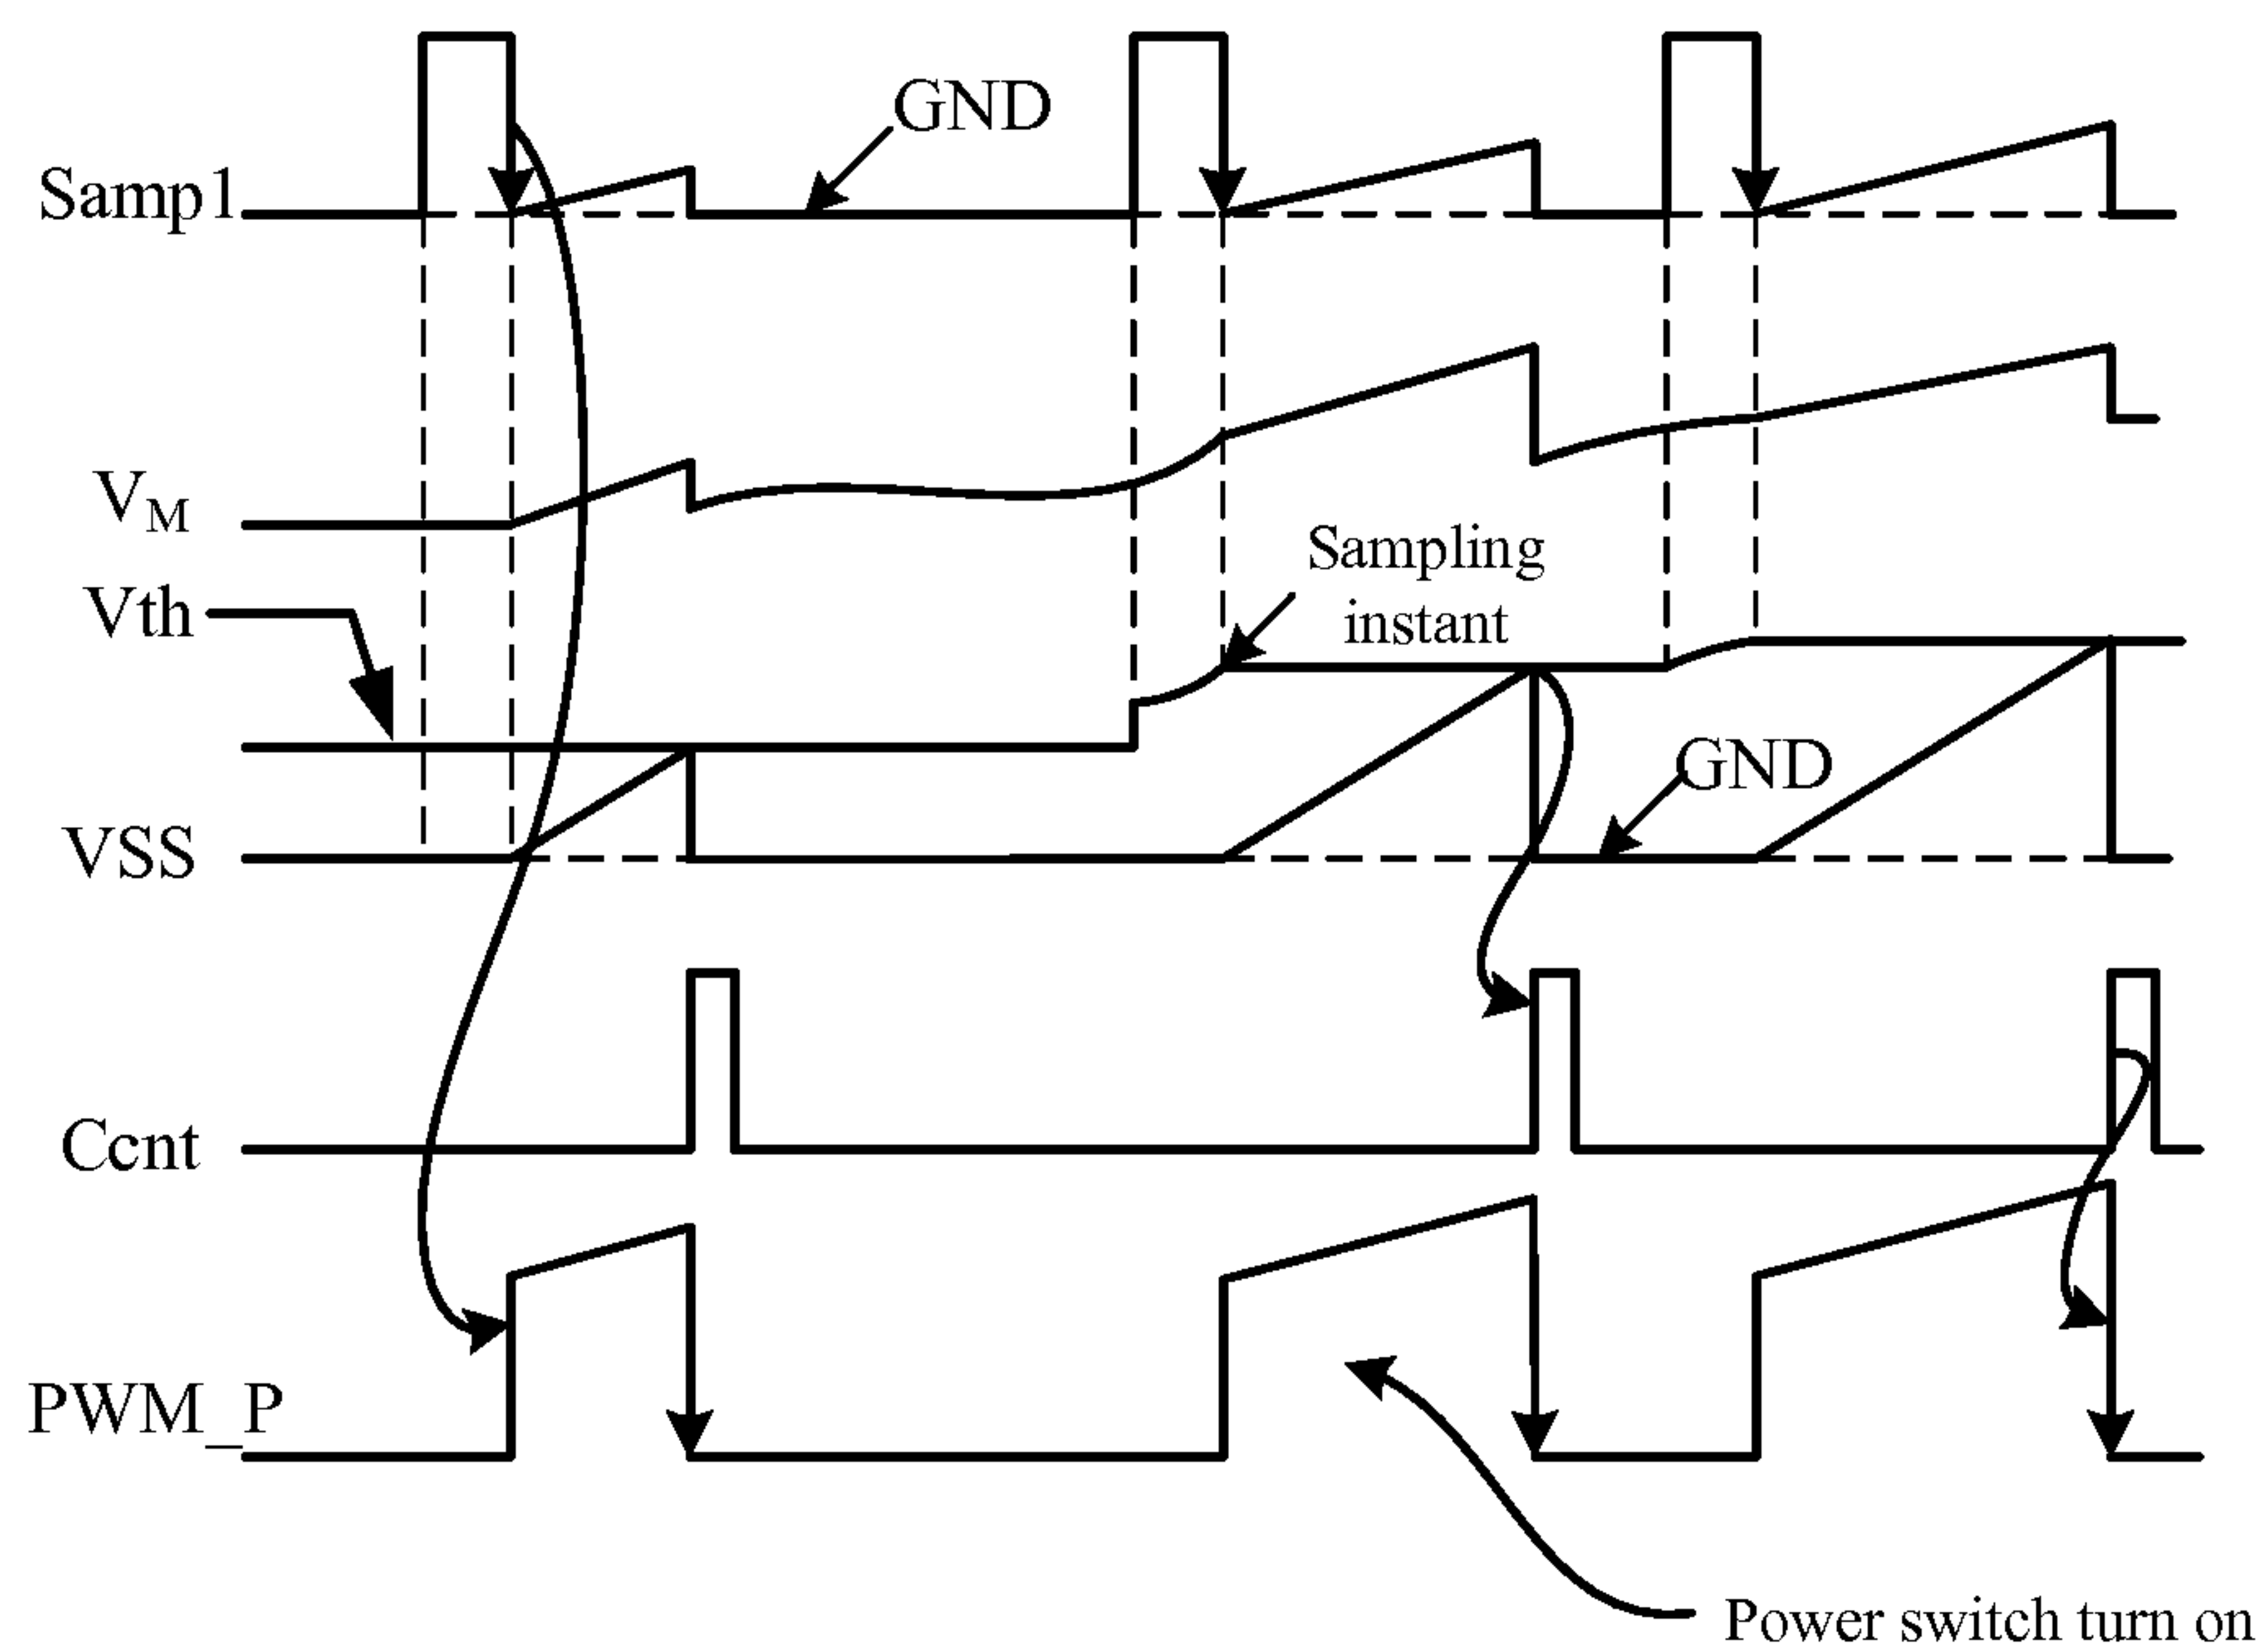 GND
Samp1
V_M
Sampling
instant
Vth
GND
VSS
Ccnt
PWM_P
Power switch turn on